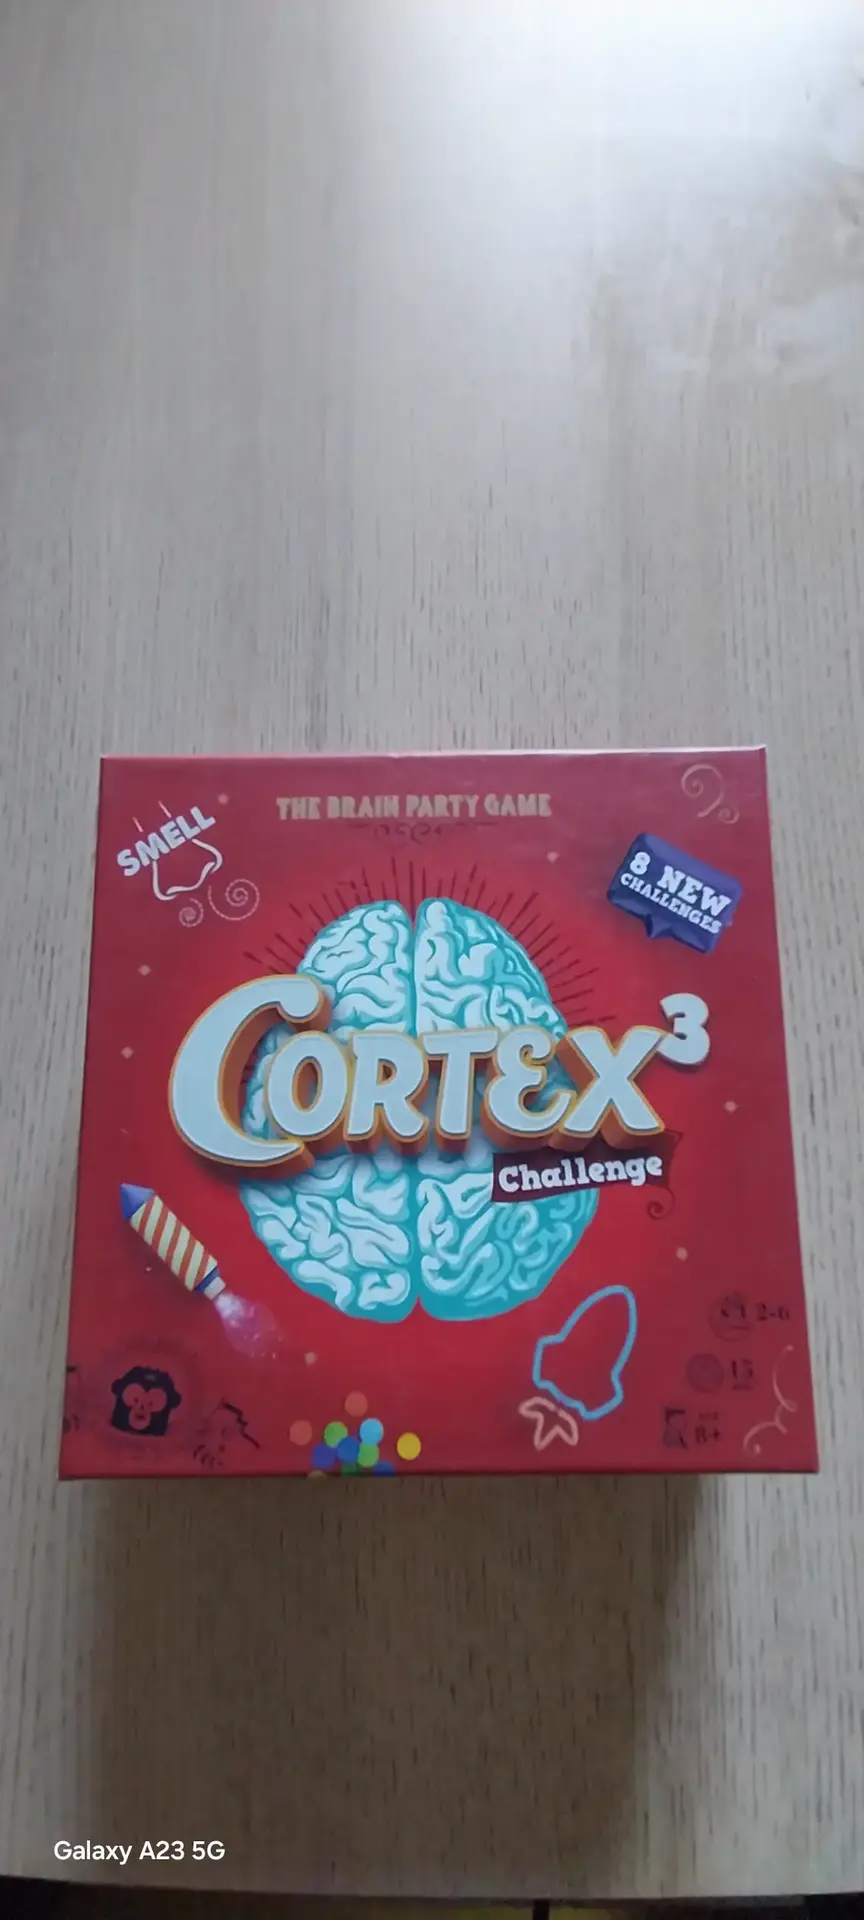 THE BRAIN PARTY GAME
SMELL
8 NEW
CHALLENGES
CORTEX³
Challenge
2-6
15
8+
Galaxy A23 5G